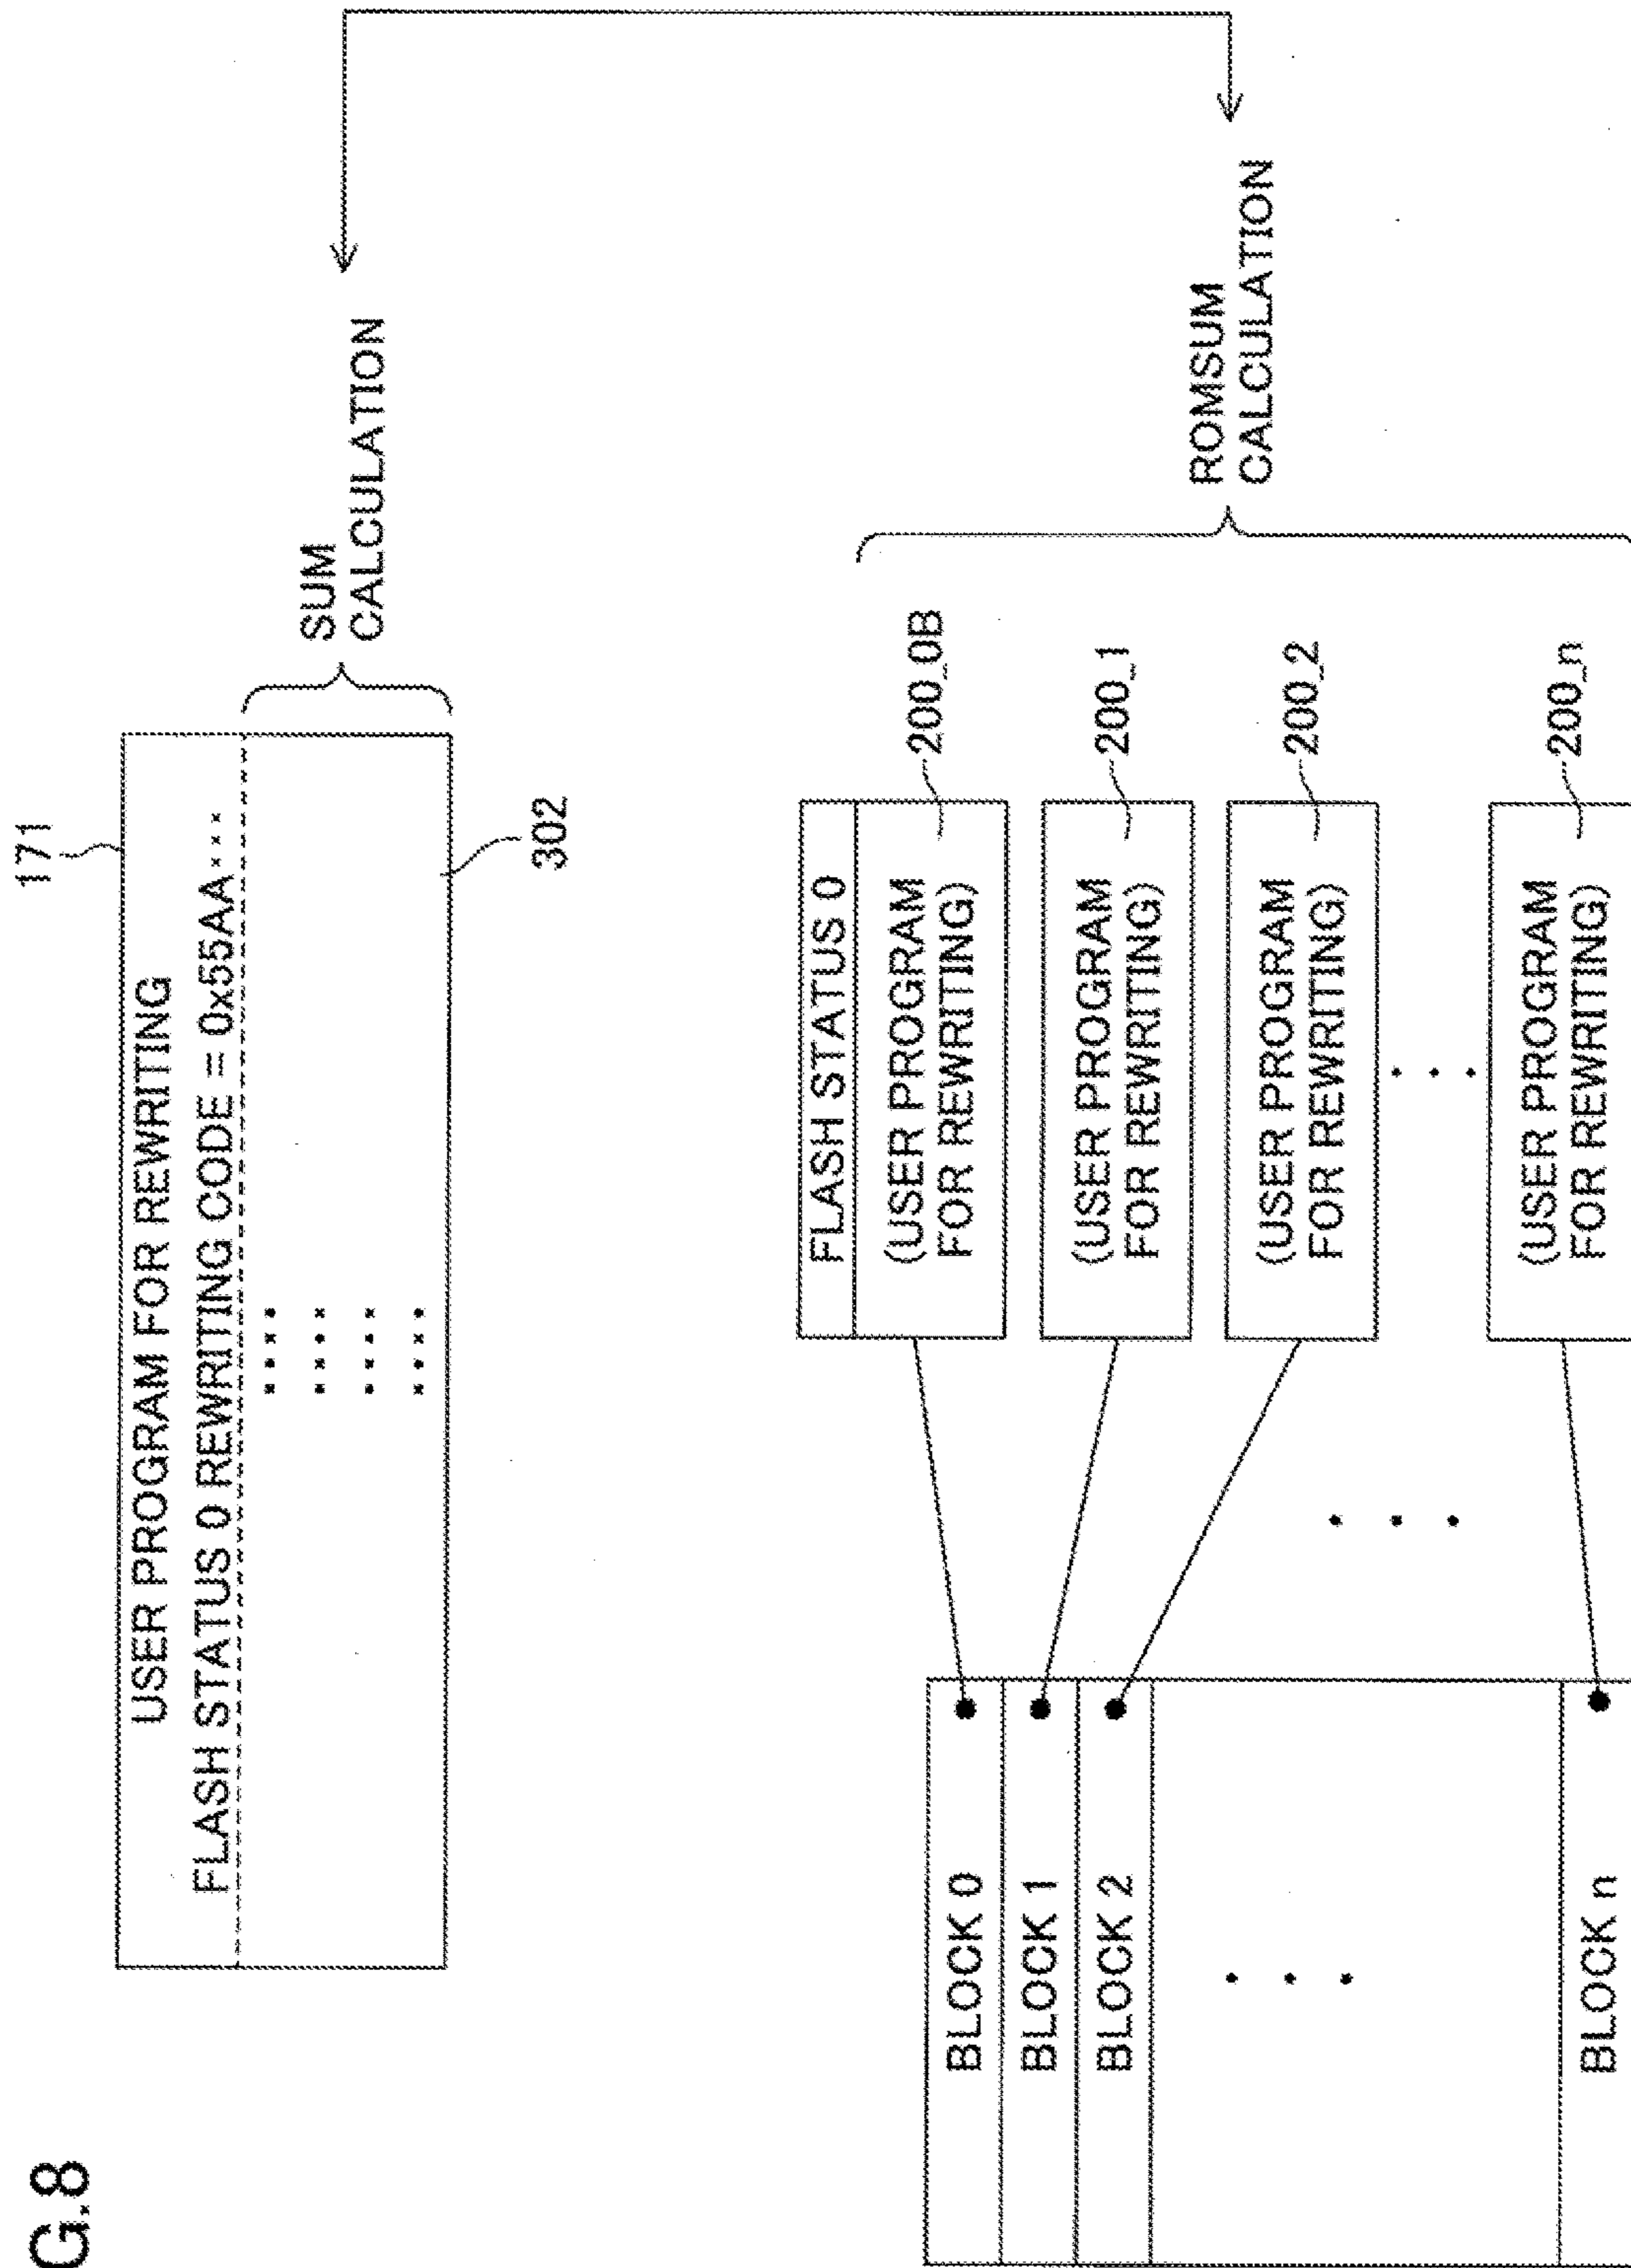 G.8
171
USER PROGRAM FOR REWRITING
FLASH STATUS 0 REWRITING CODE = 0x55AA...
302
SUM
CALCULATION
BLOCK 0
BLOCK 1
BLOCK 2
BLOCK n
FLASH STATUS 0
(USER PROGRAM
FOR REWRITING)
200_0B
(USER PROGRAM
FOR REWRITING)
200_1
(USER PROGRAM
FOR REWRITING)
200_2
(USER PROGRAM
FOR REWRITING)
200_n
ROMSUM
CALCULATION